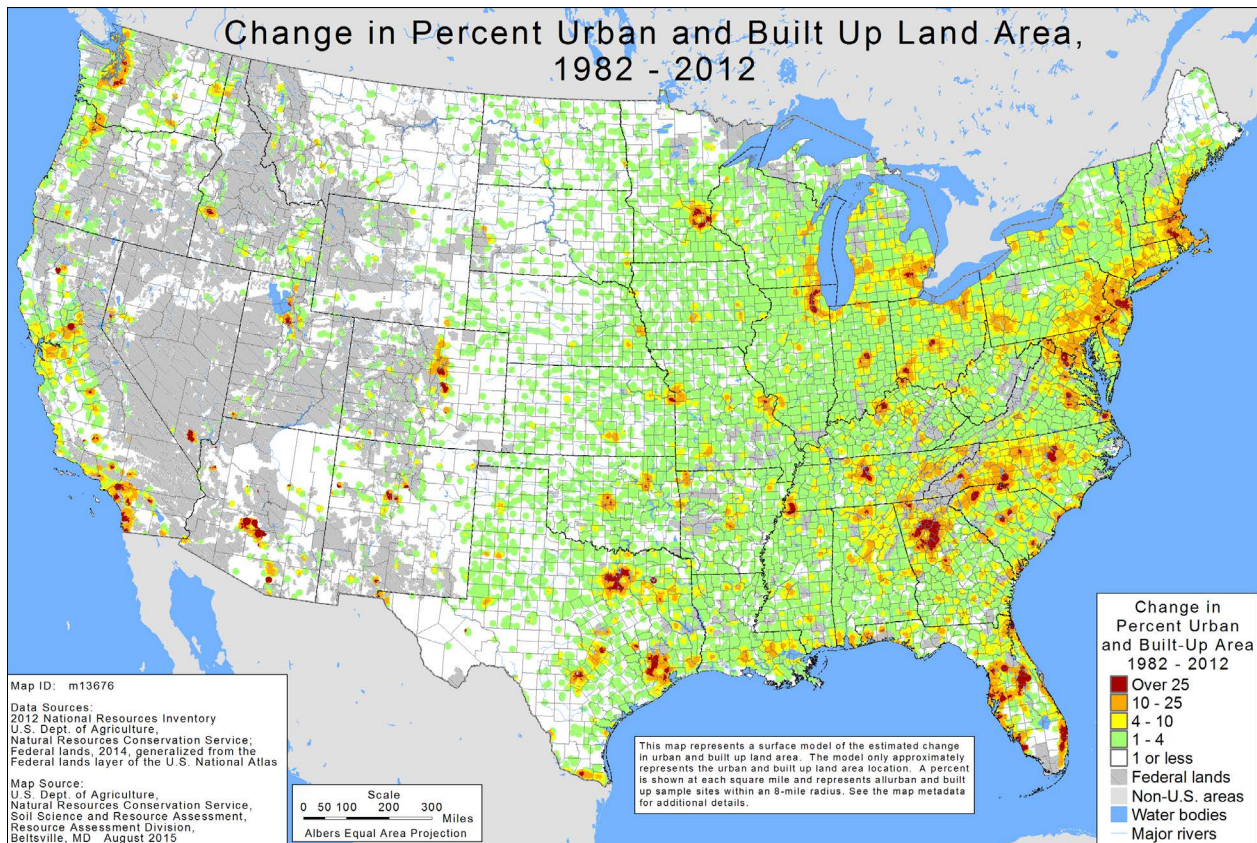 Change in Percent Urban and Built Up Land Area,
1982 - 2012
Map ID: m13676
Data Sources:
2012 National Resources Inventory
U.S. Dept. of Agriculture,
Natural Resources Conservation Service;
Federal lands, 2014, generalized from the
Federal lands layer of the U.S. National Atlas
Map Source:
U.S. Dept. of Agriculture,
Natural Resources Conservation Service,
Soil Science and Resource Assessment,
Resource Assessment Division,
Beltsville, MD August 2015
Scale
0 50 100 200 300
Miles
Albers Equal Area Projection
This map represents a surface model of the estimated change
in urban and built up land area. The model only approximately
represents the urban and built up land area location. A percent
is shown at each square mile and represents allurban and built
up sample sites within an 8-mile radius. See the map metadata
for additional details.
Change in
Percent Urban
and Built-Up Area
1982 - 2012
Over 25
10 - 25
4 - 10
1 - 4
1 or less
Federal lands
Non-U.S. areas
Water bodies
Major rivers